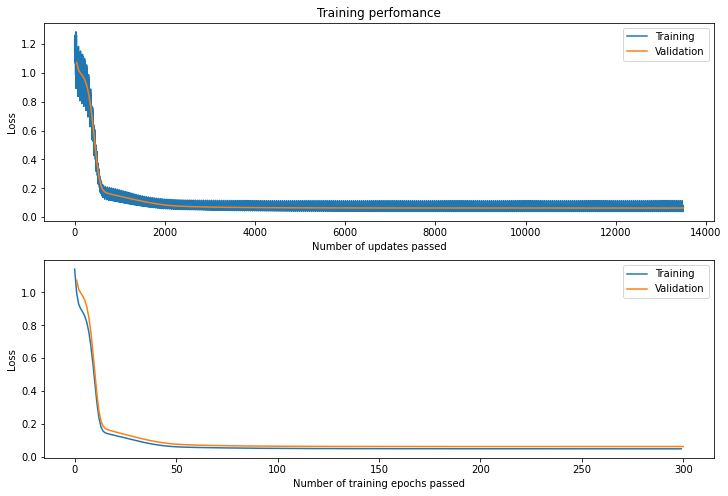 Training perfomance
Loss
1.2
1.0
0.8
0.6
0.4
0.2
0.0
Training
Validation
0 2000 4000 6000 8000 10000 12000 14000
Number of updates passed
Loss
1.0
0.8
0.6
0.4
0.2
0.0
Training
Validation
0 50 100 150 200 250 300
Number of training epochs passed